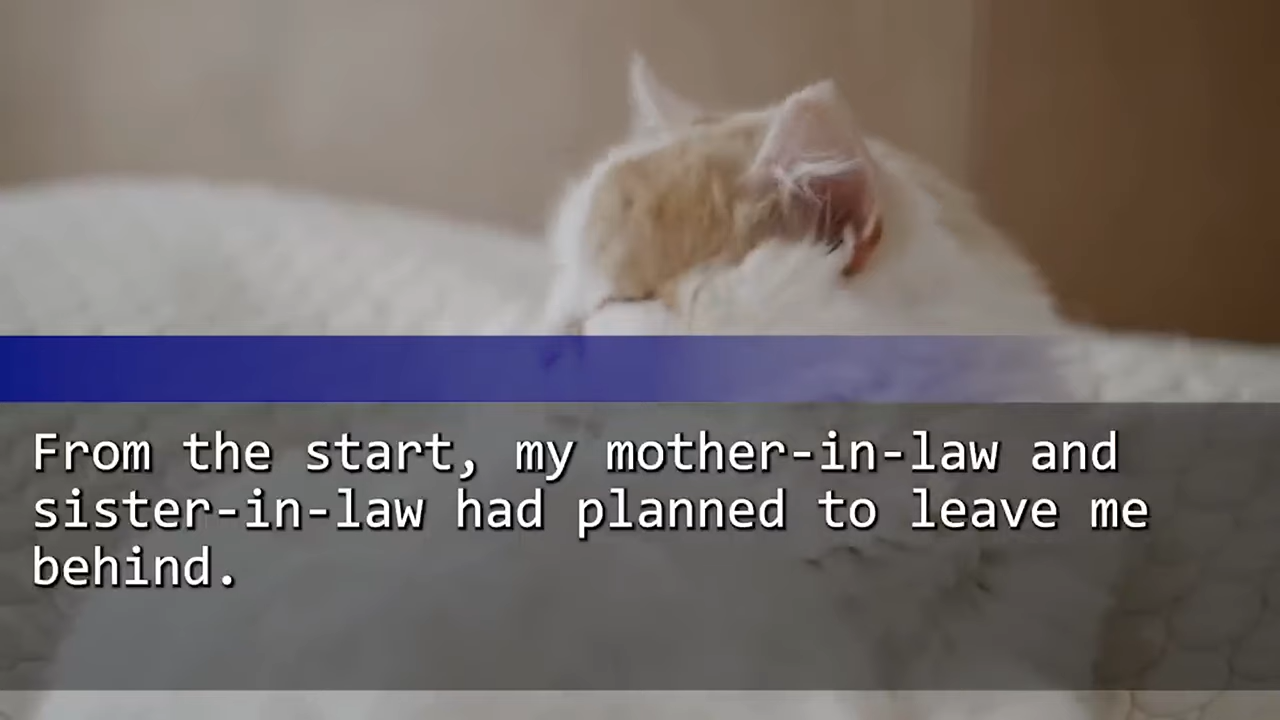 From the start, my mother-in-law and
sister-in-law had planned to leave me
behind.